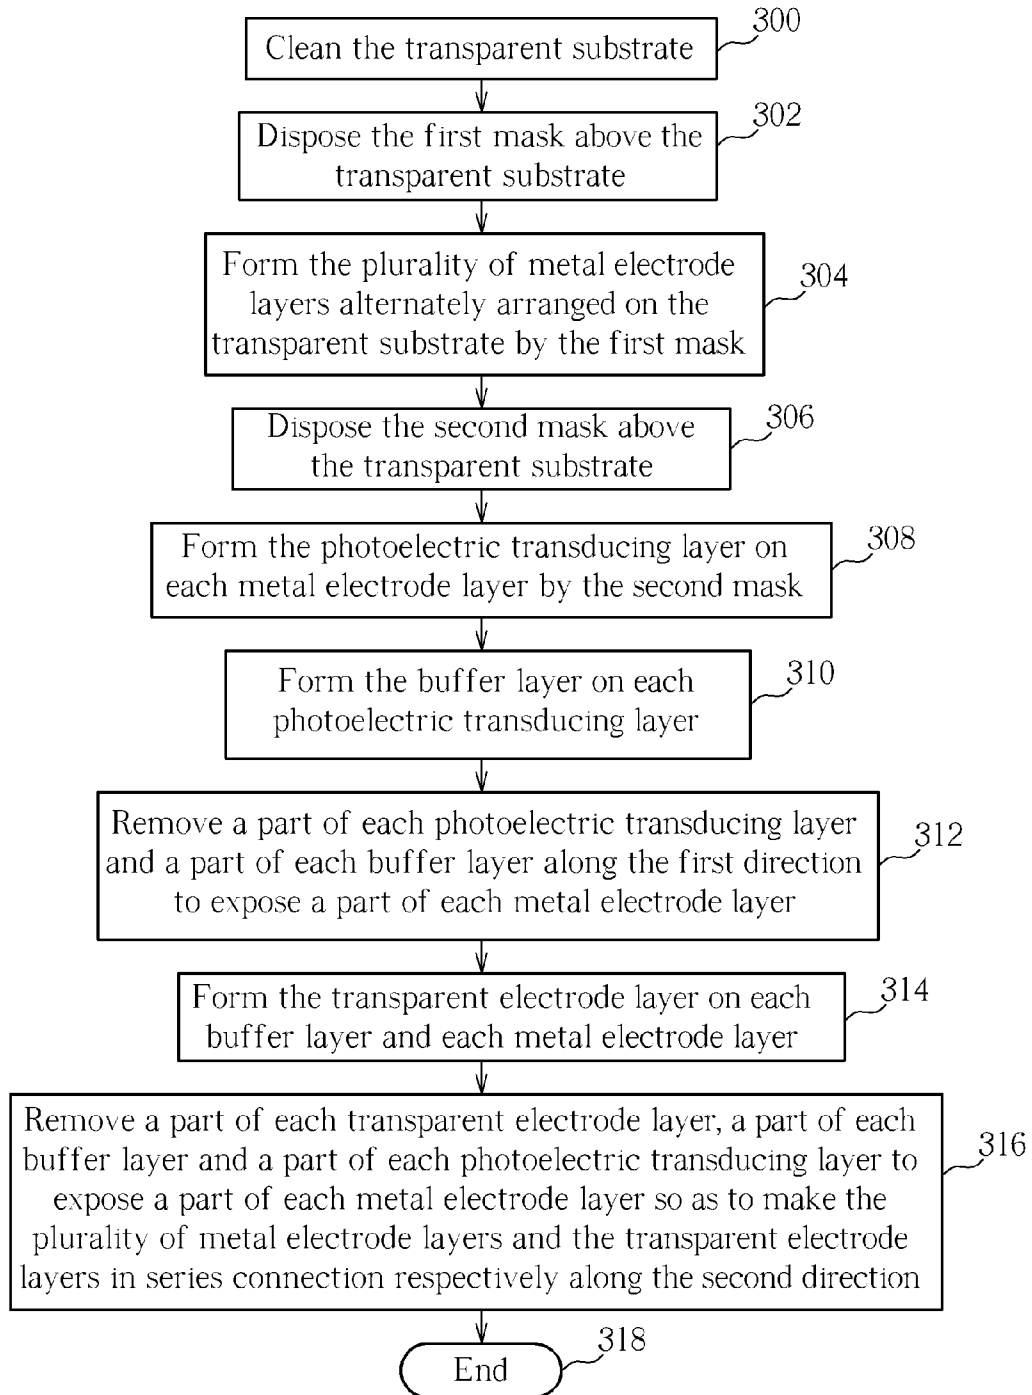 300
Clean the transparent substrate
302
Dispose the first mask above the
transparent substrate
304
Form the plurality of metal electrode
layers alternately arranged on the
transparent substrate by the first mask
306
Dispose the second mask above
the transparent substrate
308
Form the photoelectric transducing layer on
each metal electrode layer by the second mask
310
Form the buffer layer on each
photoelectric transducing layer
312
Remove a part of each photoelectric transducing layer
and a part of each buffer layer along the first direction
to expose a part of each metal electrode layer
314
Form the transparent electrode layer on each
buffer layer and each metal electrode layer
316
Remove a part of each transparent electrode layer, a part of each
buffer layer and a part of each photoelectric transducing layer to
expose a part of each metal electrode layer so as to make the
plurality of metal electrode layers and the transparent electrode
layers in series connection respectively along the second direction
318
End